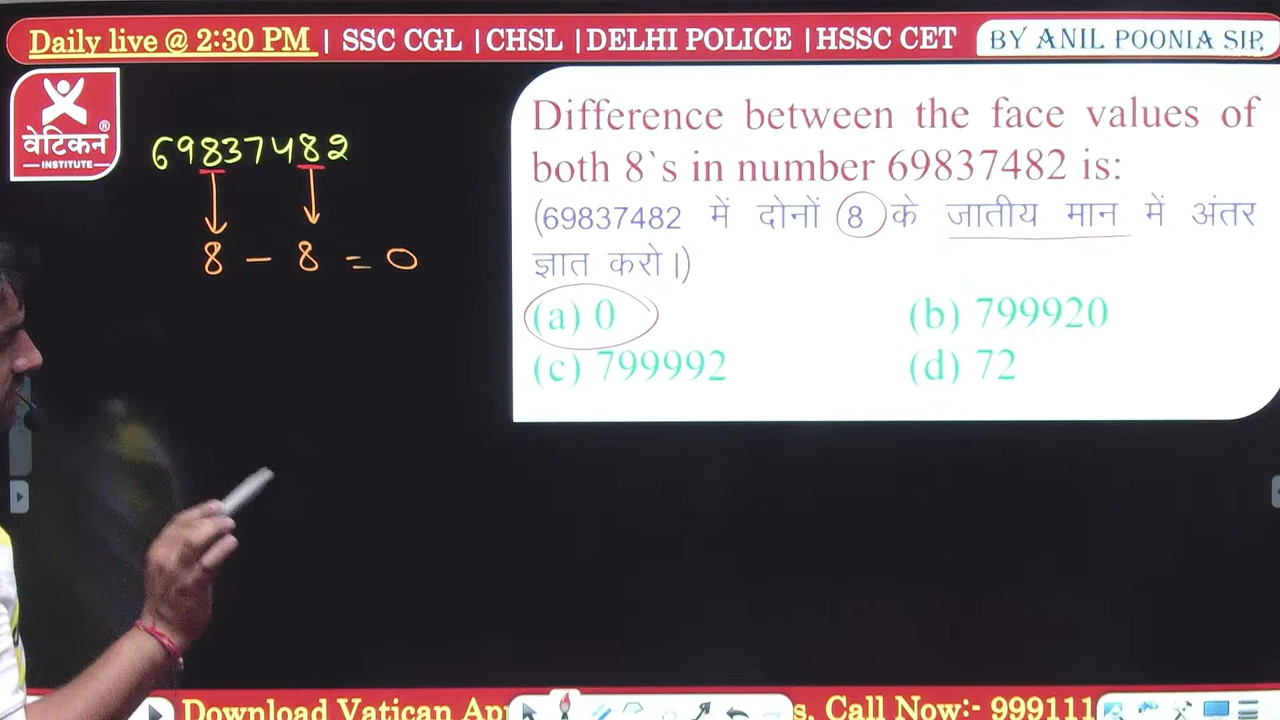 Daily live @ 2:30 PM | SSC CGL |CHSL |DELHI POLICE |HSSC CET
BY ANIL POONIA SIR
वेटिकन ®
INSTITUTE
69837482
8 - 8 = 0
Difference between the face values of
both 8`s in number 69837482 is:
(69837482 में दोनों 8 के जातीय मान में अंतर
ज्ञात करो।)
(a) 0 (b) 799920
(c) 799992 (d) 72
Download Vatican App
s, Call Now:- 999111